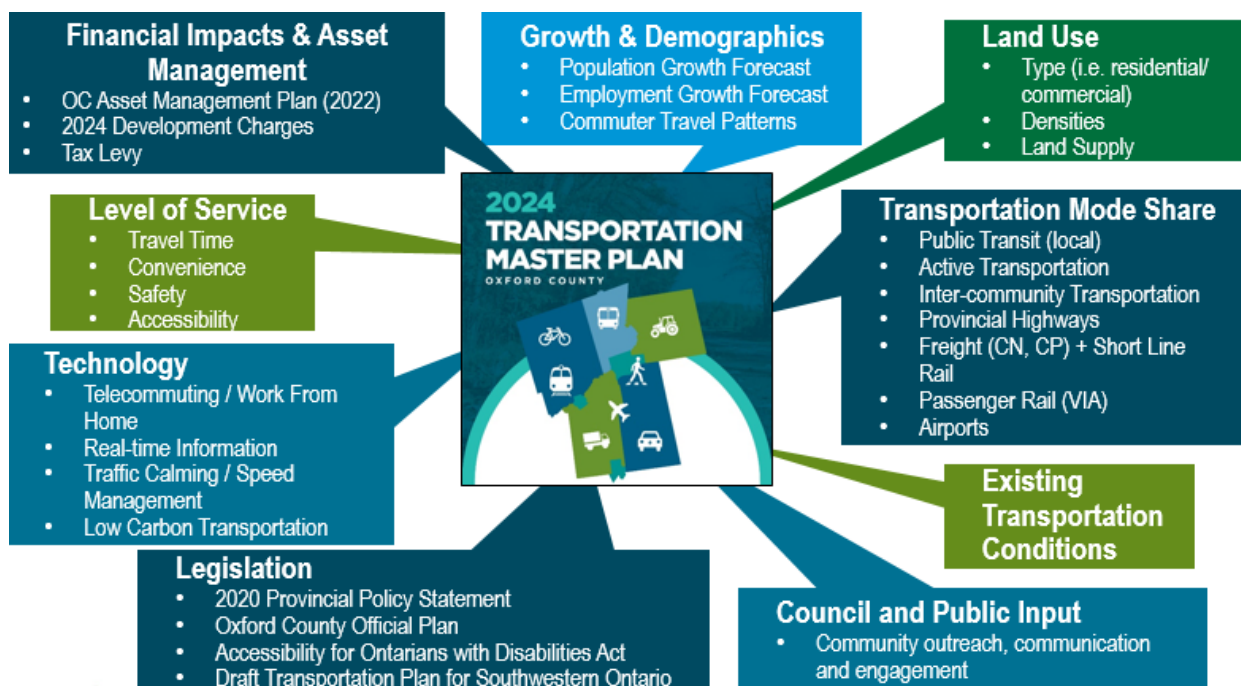 Financial Impacts & Asset
Management
• OC Asset Management Plan (2022)
• 2024 Development Charges
• Tax Levy
Growth & Demographics
• Population Growth Forecast
• Employment Growth Forecast
• Commuter Travel Patterns
Land Use
• Type (i.e. residential/
commercial)
• Densities
• Land Supply
Level of Service
• Travel Time
• Convenience
• Safety
• Accessibility
2024
TRANSPORTATION
MASTER PLAN
OXFORD COUNTY
Transportation Mode Share
• Public Transit (local)
• Active Transportation
• Inter-community Transportation
• Provincial Highways
• Freight (CN, CP) + Short Line
Rail
• Passenger Rail (VIA)
• Airports
Technology
• Telecommuting / Work From
Home
• Real-time Information
• Traffic Calming / Speed
Management
• Low Carbon Transportation
Existing
Transportation
Conditions
Legislation
• 2020 Provincial Policy Statement
• Oxford County Official Plan
• Accessibility for Ontarians with Disabilities Act
• Draft Transportation Plan for Southwestern Ontario
Council and Public Input
• Community outreach, communication
and engagement